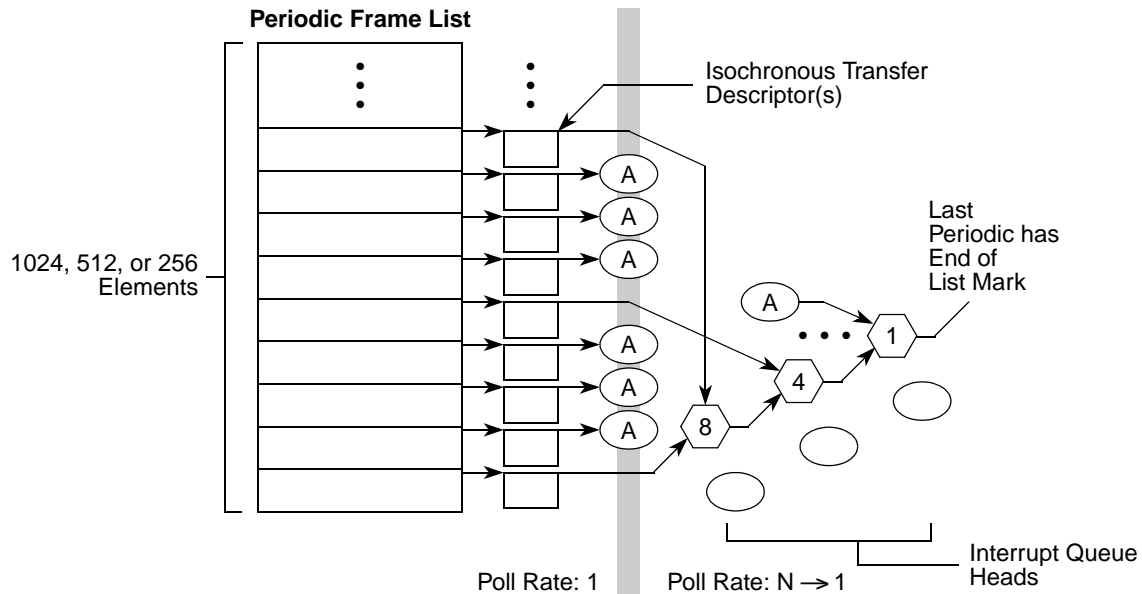 Periodic Frame List
Isochronous Transfer
Descriptor(s)
A
A
A
Last
Periodic has
End of
List Mark
1024, 512, or 256
Elements
A
1
A
4
A
A
8
Interrupt Queue
Heads
Poll Rate: 1
Poll Rate: N → 1